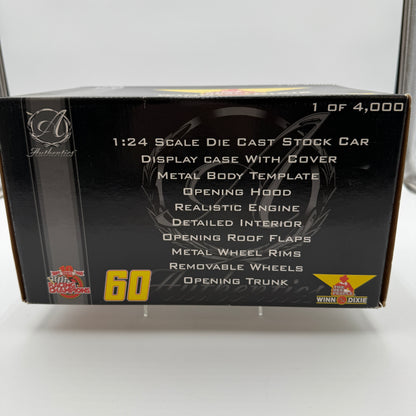 1 OF 4,000
A
Authentics
1:24 SCALE DIE CAST STOCK CAR
DISPLAY CASE WITH COVER
METAL BODY TEMPLATE
OPENING HOOD
REALISTIC ENGINE
DETAILED INTERIOR
OPENING ROOF FLAPS
METAL WHEEL RIMS
REMOVABLE WHEELS
OPENING TRUNK
60
WINN DIXIE
Authentics